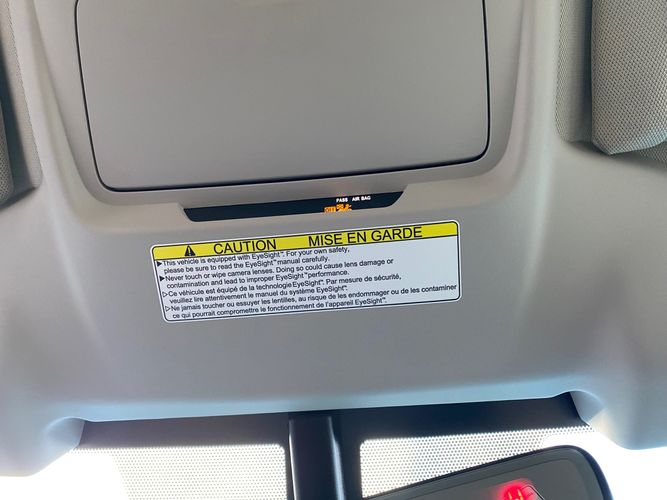 PASS AIR BAG
OFF
CAUTION MISE EN GARDE
▶This vehicle is equipped with EyeSight™. For your own safety,
please be sure to read the EyeSight™ manual carefully.
▶Never touch or wipe camera lenses. Doing so could cause lens damage or
contamination and lead to improper EyeSight™ performance.
▷Ce véhicule est équipé de la technologie EyeSight™. Par mesure de sécurité,
veuillez lire attentivement le manuel du système EyeSight™.
▷Ne jamais toucher ou essuyer les lentilles, au risque de les endommager ou de les contaminer
ce qui pourrait compromettre le fonctionnement de l'appareil EyeSight™.